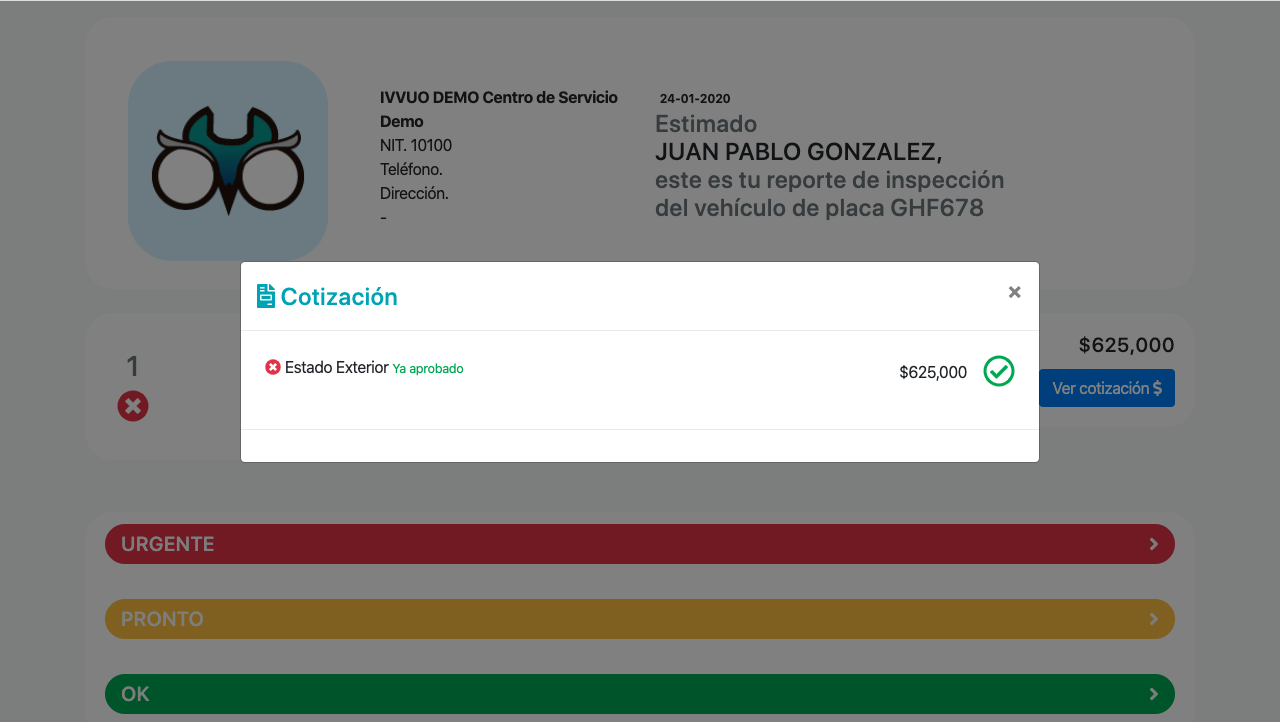 IVVUO DEMO Centro de Servicio
Demo
NIT. 10100
Teléfono.
Dirección.
-
24-01-2020
Estimado
JUAN PABLO GONZALEZ,
este es tu reporte de inspección
del vehículo de placa GHF678
Cotización
×
Estado Exterior Ya aprobado
$625,000
1
$625,000
Ver cotización $
URGENTE
PRONTO
OK